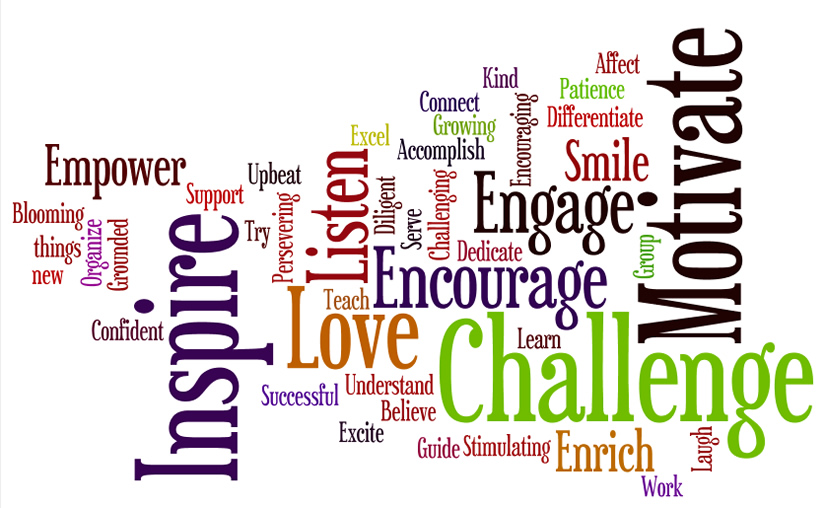 Affect
Kind
Patience
Connect
Encouraging
Differentiate
Growing
Motivate
Excel
Accomplish
Smile
Empower
Upbeat
Listen
Support
Engage
Diligent
Challenging
Blooming
Persevering
Serve
Try
Organize
Grounded
things
Dedicate
Group
new
Inspire
Encourage
Teach
Love
Confident
Learn
Challenge
Successful
Understand
Believe
Excite
Guide
Stimulating
Enrich
Laugh
Work